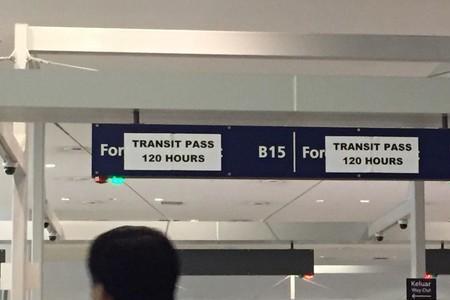 For
TRANSIT PASS
120 HOURS
B15
For
TRANSIT PASS
120 HOURS
Keluar
Way Out